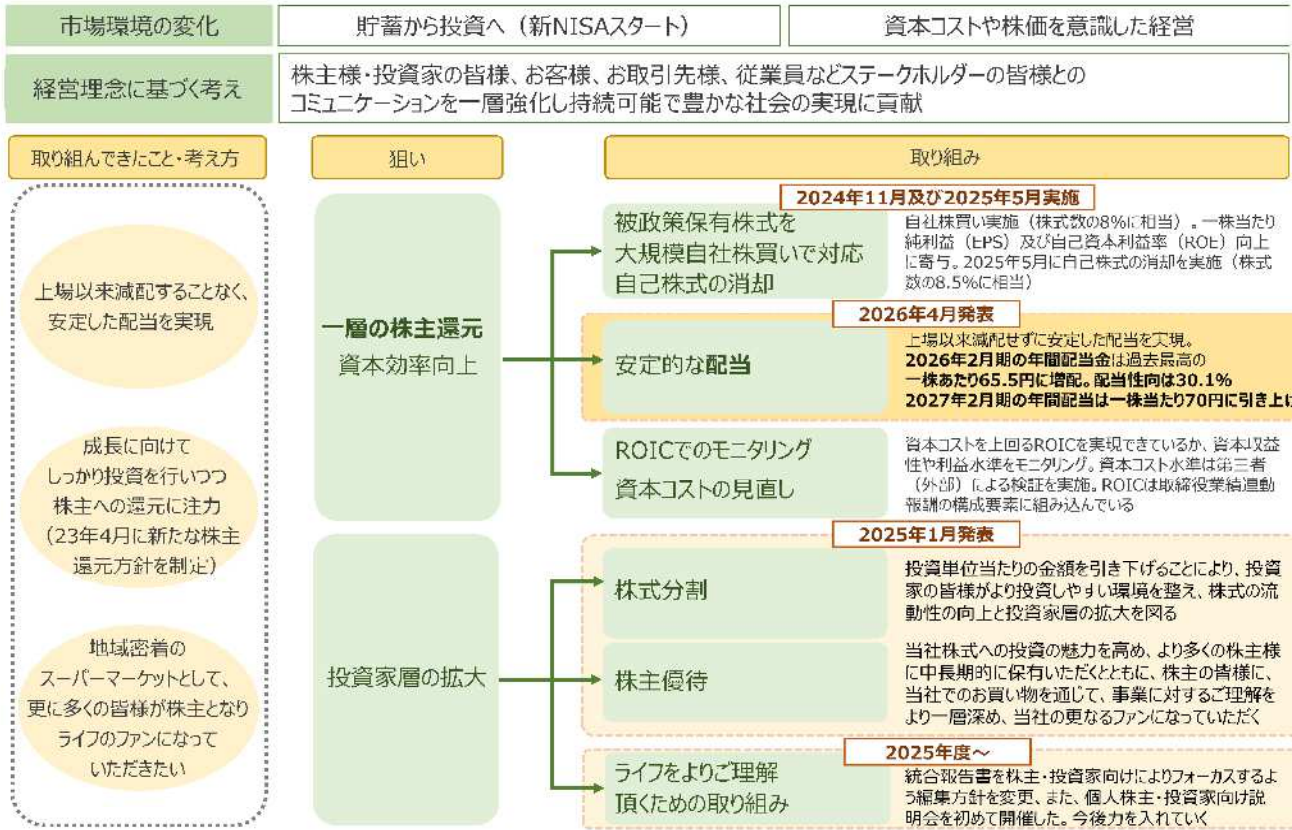 市場環境の変化
貯蓄から投資へ（新NISAスタート）
資本コストや株価を意識した経営
経営理念に基づく考え
株主様・投資家の皆様、お客様、お取引先様、従業員などステークホルダーの皆様との
コミュニケーションを一層強化し持続可能で豊かな社会の実現に貢献
取り組んできたこと・考え方
狙い
取り組み
上場以来減配することなく、
安定した配当を実現
成長に向けて
しっかり投資を行いつつ
株主への還元に注力
（23年4月に新たな株主
還元方針を制定）
地域密着の
スーパーマーケットとして、
更に多くの皆様が株主となり
ライフのファンになって
いただきたい
一層の株主還元
資本効率向上
投資家層の拡大
2024年11月及び2025年5月実施
被政策保有株式を
大規模自社株買いで対応
自己株式の消却
自社株買い実施（株式数の8%に相当）。一株当たり
純利益（EPS）及び自己資本利益率（ROE）向上
に寄与。2025年5月に自己株式の消却を実施（株式
数の8.5%に相当）
2026年4月発表
安定的な配当
上場以来減配せずに安定した配当を実現。
2026年2月期の年間配当金は過去最高の
一株あたり65.5円に増配。配当性向は30.1%
2027年2月期の年間配当は一株当たり70円に引き上げ
ROICでのモニタリング
資本コストの見直し
資本コストを上回るROICを実現できているか、資本収益
性や利益水準をモニタリング。資本コスト水準は第三者
（外部）による検証を実施。ROICは取締役業績連動
報酬の構成要素に組み込んでいる
2025年1月発表
株式分割
投資単位当たりの金額を引き下げることにより、投資
家の皆様がより投資しやすい環境を整え、株式の流
動性の向上と投資家層の拡大を図る
株主優待
当社株式への投資の魅力を高め、より多くの株主様
に中長期的に保有いただくとともに、株主の皆様に、
当社でのお買い物を通じて、事業に対するご理解を
より一層深め、当社の更なるファンになっていただく
2025年度～
ライフをよりご理解
頂くための取り組み
統合報告書を株主・投資家向けによりフォーカスするよ
う編集方針を変更、また、個人株主・投資家向け説
明会を初めて開催した。今後力を入れていく